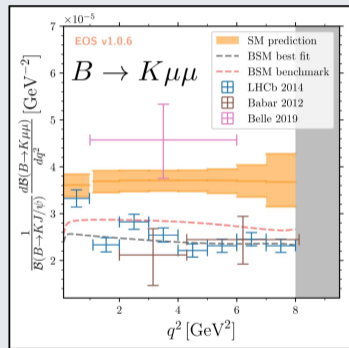 ×10⁻⁵
7
EOS v1.0.6
SM prediction
BSM best fit
BSM benchmark
LHCb 2014
Babar 2012
Belle 2019
B → Kμμ
6
5
4
3
2
1/𝓑(B→KJ/ψ) d𝓑(B→Kμμ)/dq² [GeV⁻²]
2 4 6 8
q² [GeV²]